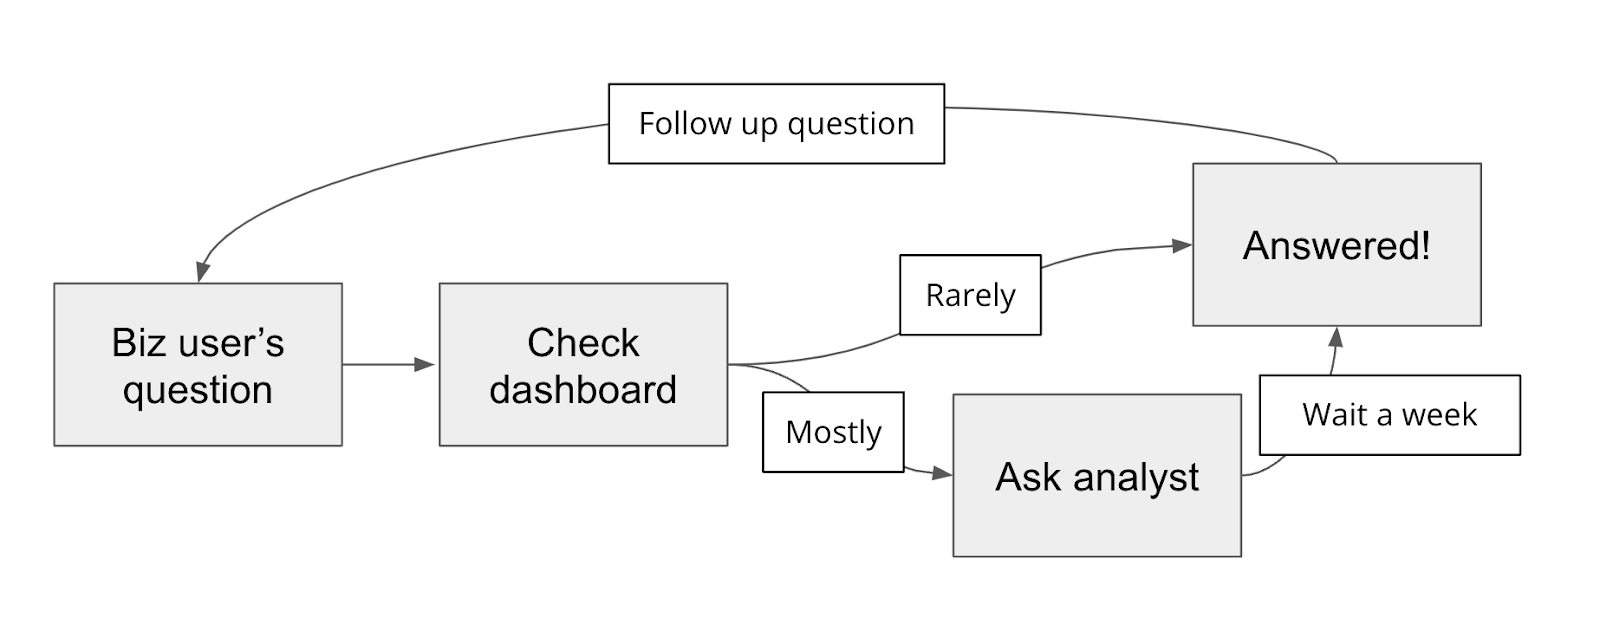 Follow up question
Answered!
Rarely
Biz user’s
question
Check
dashboard
Mostly
Wait a week
Ask analyst